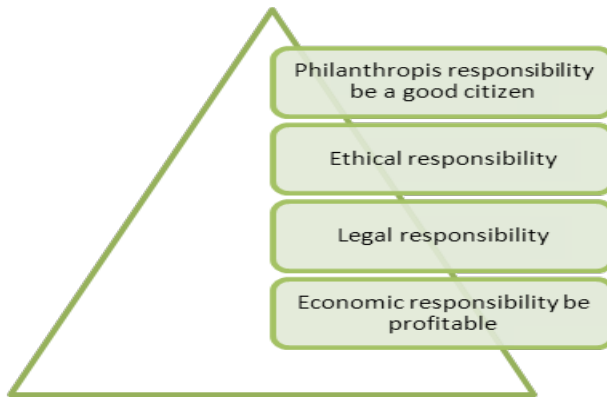 Philanthropis responsibility
be a good citizen
Ethical responsibility
Legal responsibility
Economic responsibility be
profitable